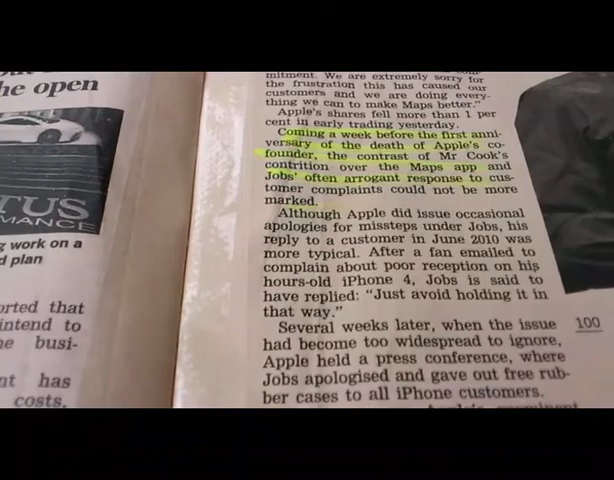 he open
TUS
MANCE
g work on a
d plan
orted that
intend to
he busi-
nt has
costs.
mitment. We are extremely sorry for
the frustration this has caused our
customers and we are doing every-
thing we can to make Maps better."
Apple's shares fell more than 1 per
cent in early trading yesterday.
Coming a week before the first anni-
versary of the death of Apple's co-
founder, the contrast of Mr Cook's
contrition over the Maps app and
Jobs' often arrogant response to cus-
tomer complaints could not be more
marked.
Although Apple did issue occasional
apologies for missteps under Jobs, his
reply to a customer in June 2010 was
more typical. After a fan emailed to
complain about poor reception on his
hours-old iPhone 4, Jobs is said to
have replied: "Just avoid holding it in
that way."
Several weeks later, when the issue
had become too widespread to ignore,
Apple held a press conference, where
Jobs apologised and gave out free rub-
ber cases to all iPhone customers.
100